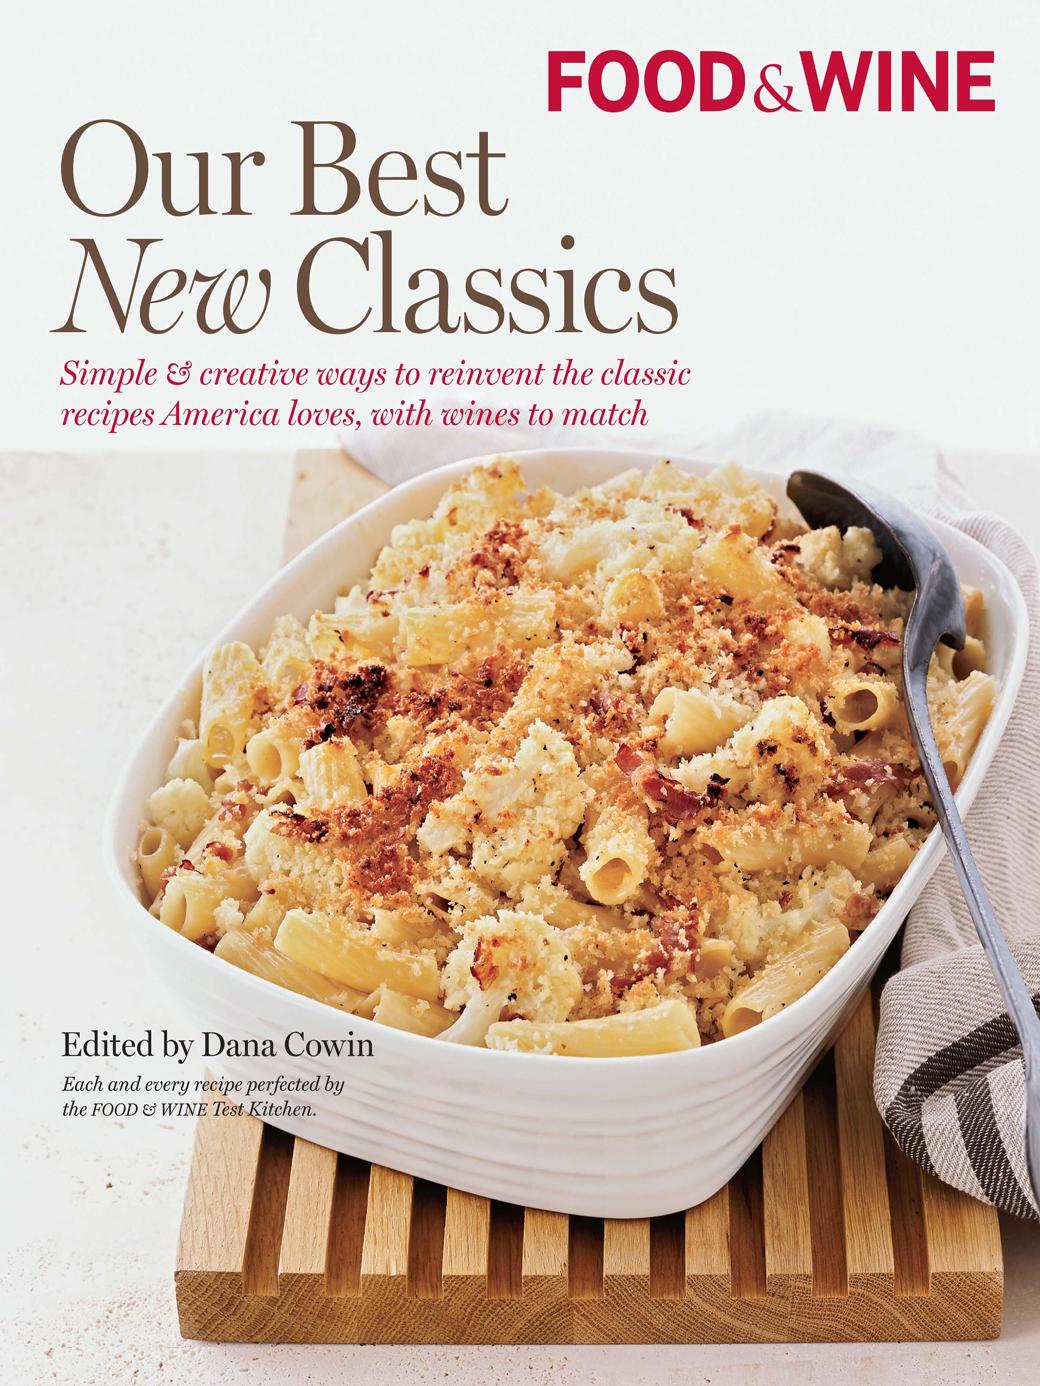 FOOD & WINE
Our Best
New Classics
Simple & creative ways to reinvent the classic
recipes America loves, with wines to match
Edited by Dana Cowin
Each and every recipe perfected by
the FOOD & WINE Test Kitchen.